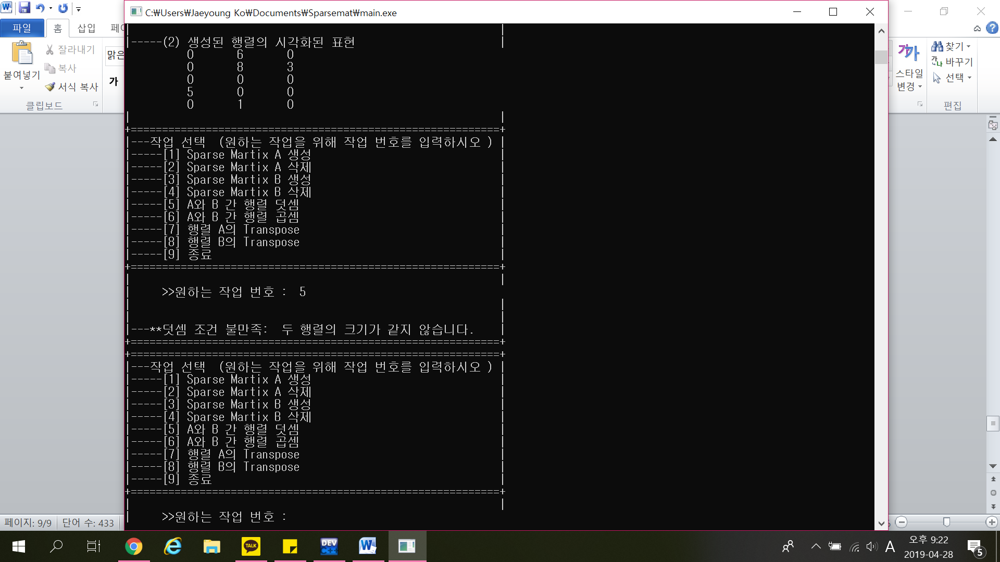 C:₩Users₩Jaeyoung Ko₩Documents₩Sparsemat₩main.exe
파일
홈
삽입
잘라내기
복사
서식 복사
붙여넣기
클립보드
맑은
가
찾기
바꾸기
선택
스타일
변경
편집
|-----(2) 생성된 행렬의 시각화된 표현 |
0 6 0
0 8 3
0 0 0
5 0 0
0 1 0
| |
+===========================================================+
|---작업 선택 (원하는 작업을 위해 작업 번호를 입력하시오 ) |
|-----[1] Sparse Martix A 생성 |
|-----[2] Sparse Martix A 삭제 |
|-----[3] Sparse Martix B 생성 |
|-----[4] Sparse Martix B 삭제 |
|-----[5] A와 B 간 행렬 덧셈 |
|-----[6] A와 B 간 행렬 곱셈 |
|-----[7] 행렬 A의 Transpose |
|-----[8] 행렬 B의 Transpose |
|-----[9] 종료 |
+===========================================================+
| |
| >>원하는 작업 번호 : 5
| |
| |
|---**덧셈 조건 불만족: 두 행렬의 크기가 같지 않습니다. |
+===========================================================+
+===========================================================+
|---작업 선택 (원하는 작업을 위해 작업 번호를 입력하시오 ) |
|-----[1] Sparse Martix A 생성 |
|-----[2] Sparse Martix A 삭제 |
|-----[3] Sparse Martix B 생성 |
|-----[4] Sparse Martix B 삭제 |
|-----[5] A와 B 간 행렬 덧셈 |
|-----[6] A와 B 간 행렬 곱셈 |
|-----[7] 행렬 A의 Transpose |
|-----[8] 행렬 B의 Transpose |
|-----[9] 종료 |
+===========================================================+
| |
| >>원하는 작업 번호 :
페이지: 9/9 단어 수: 433
TALK
DEV
C++
A
오후 9:22
2019-04-28
5